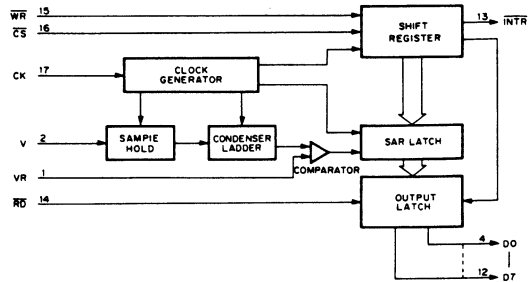 WR 15
SHIFT REGISTER
13 INTR
CS 16
CK 17
CLOCK GENERATOR
V 2
SAMPIE HOLD
CONDENSER LADDER
SAR LATCH
VR 1
COMPARATOR
RD 14
OUTPUT LATCH
4 D0
12 D7